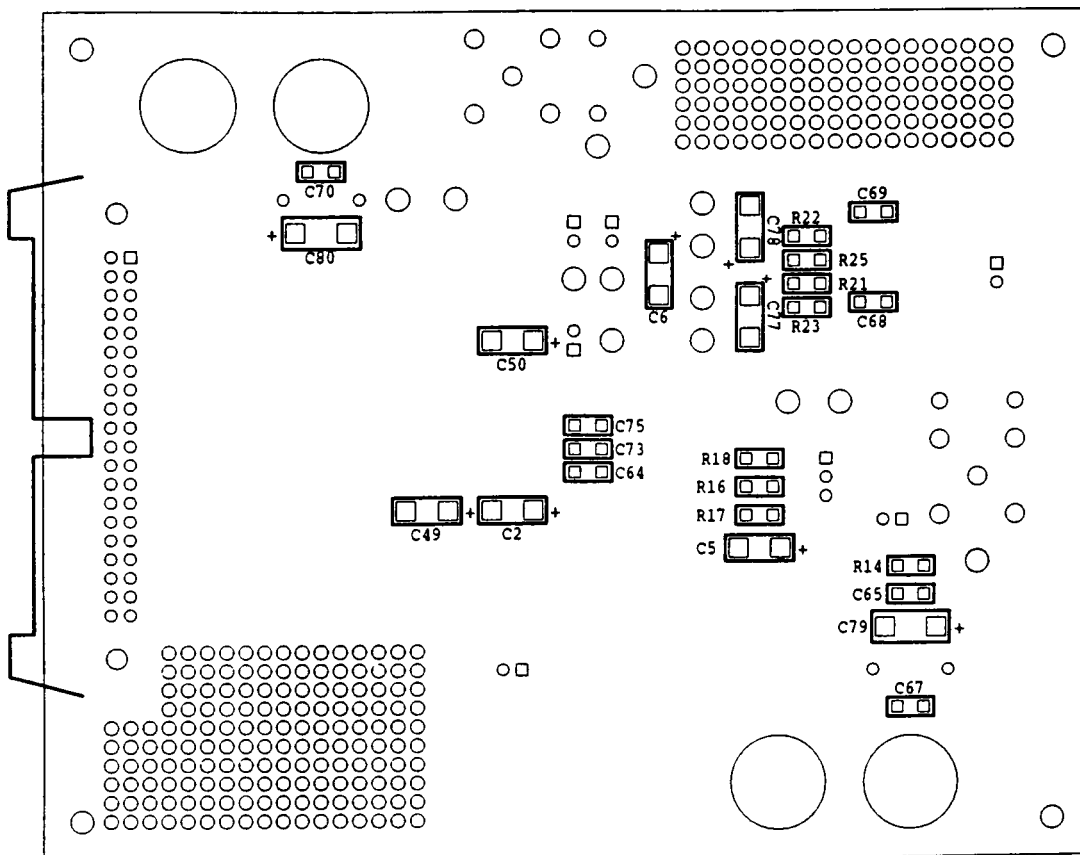 C70
+
C80
C69
R22
C78
+
+
R25
+
R21
C6
C77
R23
C68
+
C50
C75
C73
C64
R18
R16
R17
+
+
C49
C2
C5
+
R14
C65
C79
+
C67